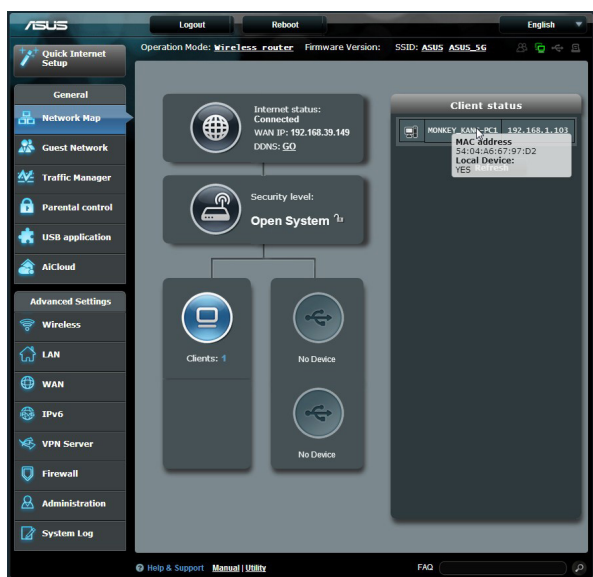 ASUS
Logout
Reboot
English
Quick Internet
Setup
Operation Mode: Wireless router Firmware Version: SSID: ASUS ASUS_5G
General
Network Map
Guest Network
Traffic Manager
Parental control
USB application
AiCloud
Advanced Settings
Wireless
LAN
WAN
IPv6
VPN Server
Firewall
Administration
System Log
Internet status:
Connected
WAN IP: 192.168.39.149
DDNS: GO
Security level:
Open System
Clients: 1
No Device
No Device
Client status
192.168.1.103
MAC address
54:04:A6:67:97:D2
Local Device:
YES
Refresh
Help & Support Manual | Utility
FAQ